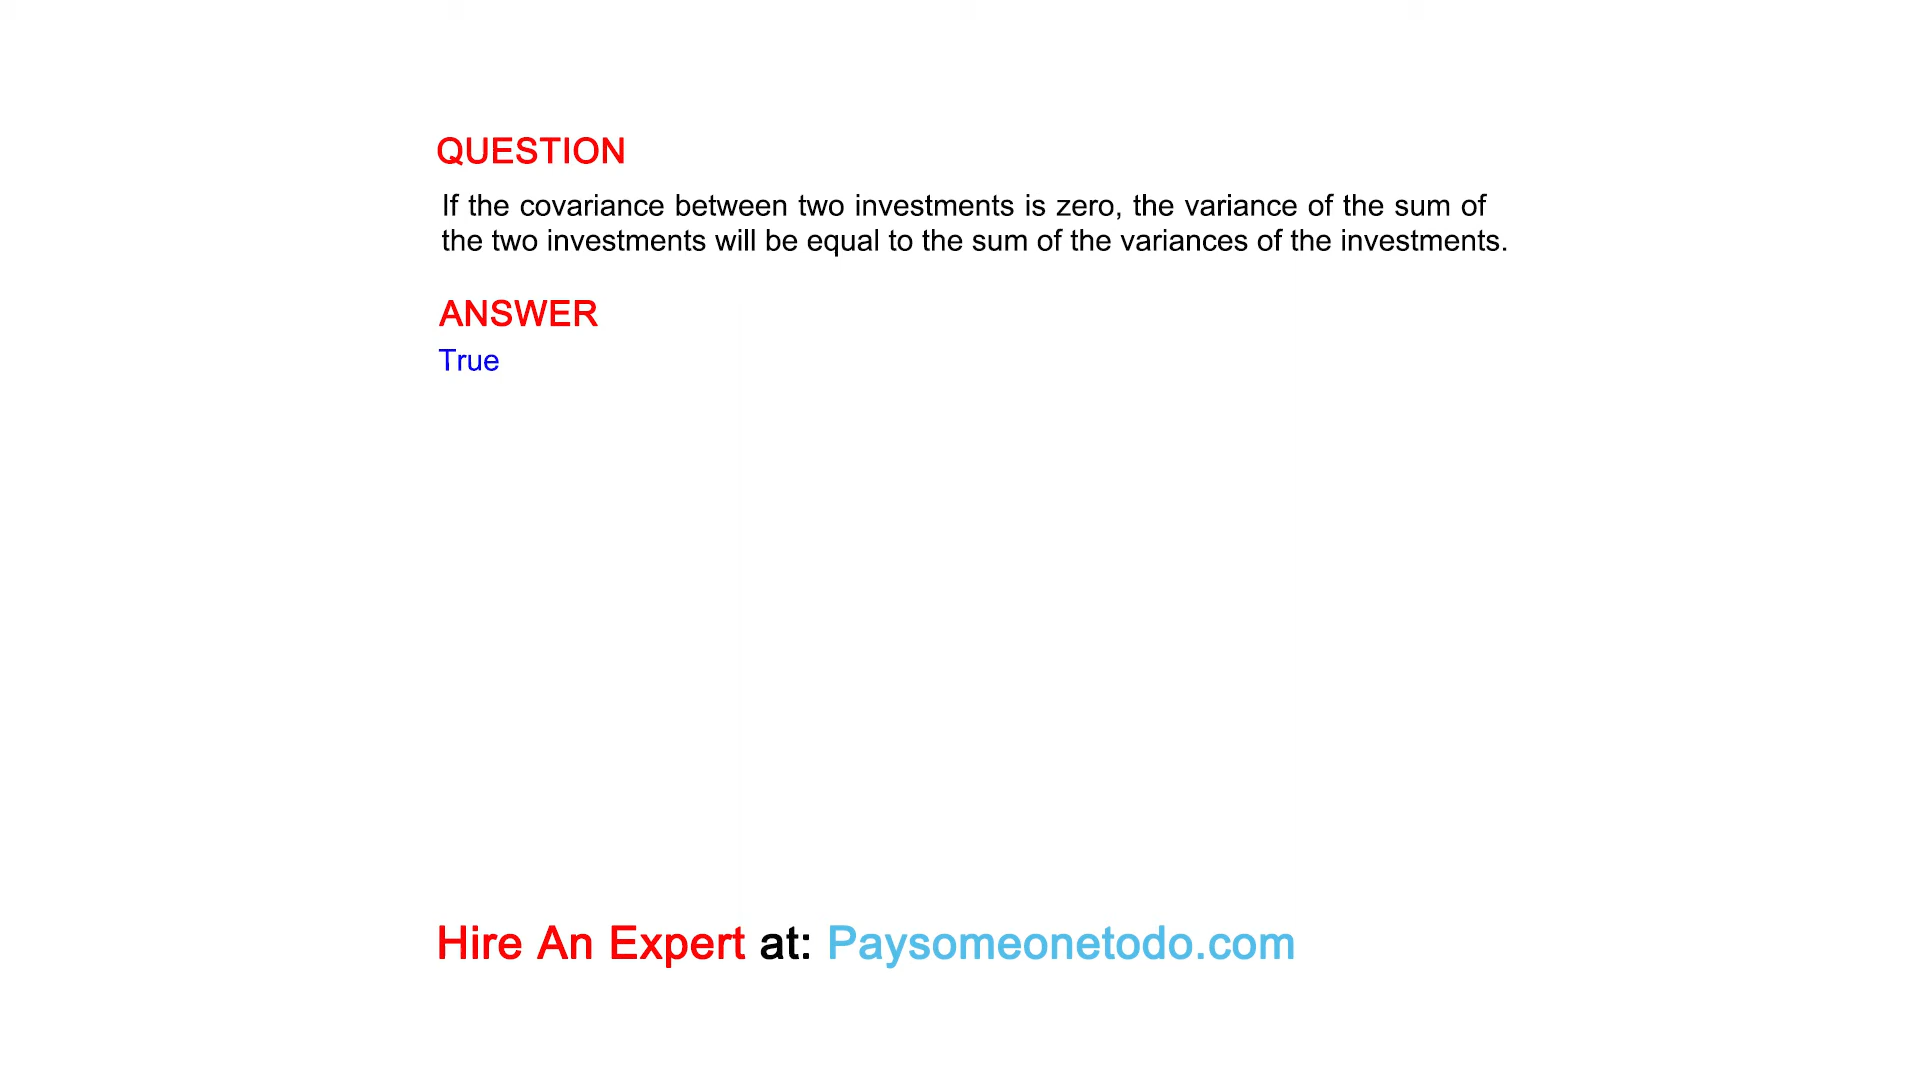 QUESTION
If the covariance between two investments is zero, the variance of the sum of
the two investments will be equal to the sum of the variances of the investments.
ANSWER
True
Hire An Expert at: Paysomeonetodo.com